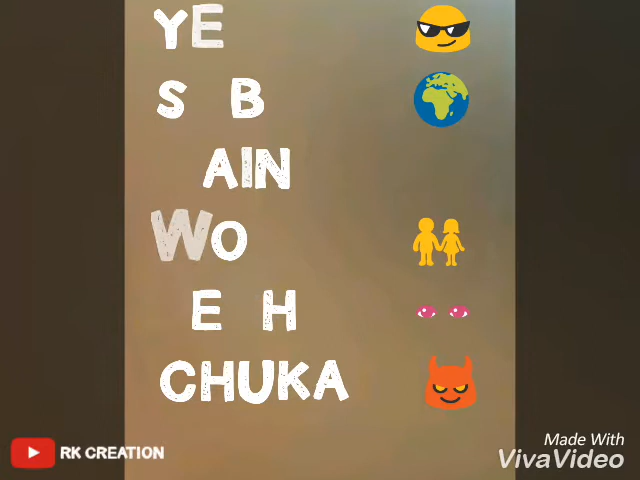 YE
S B
AIN
WO
E H
CHUKA
RK CREATION
Made With
VivaVideo